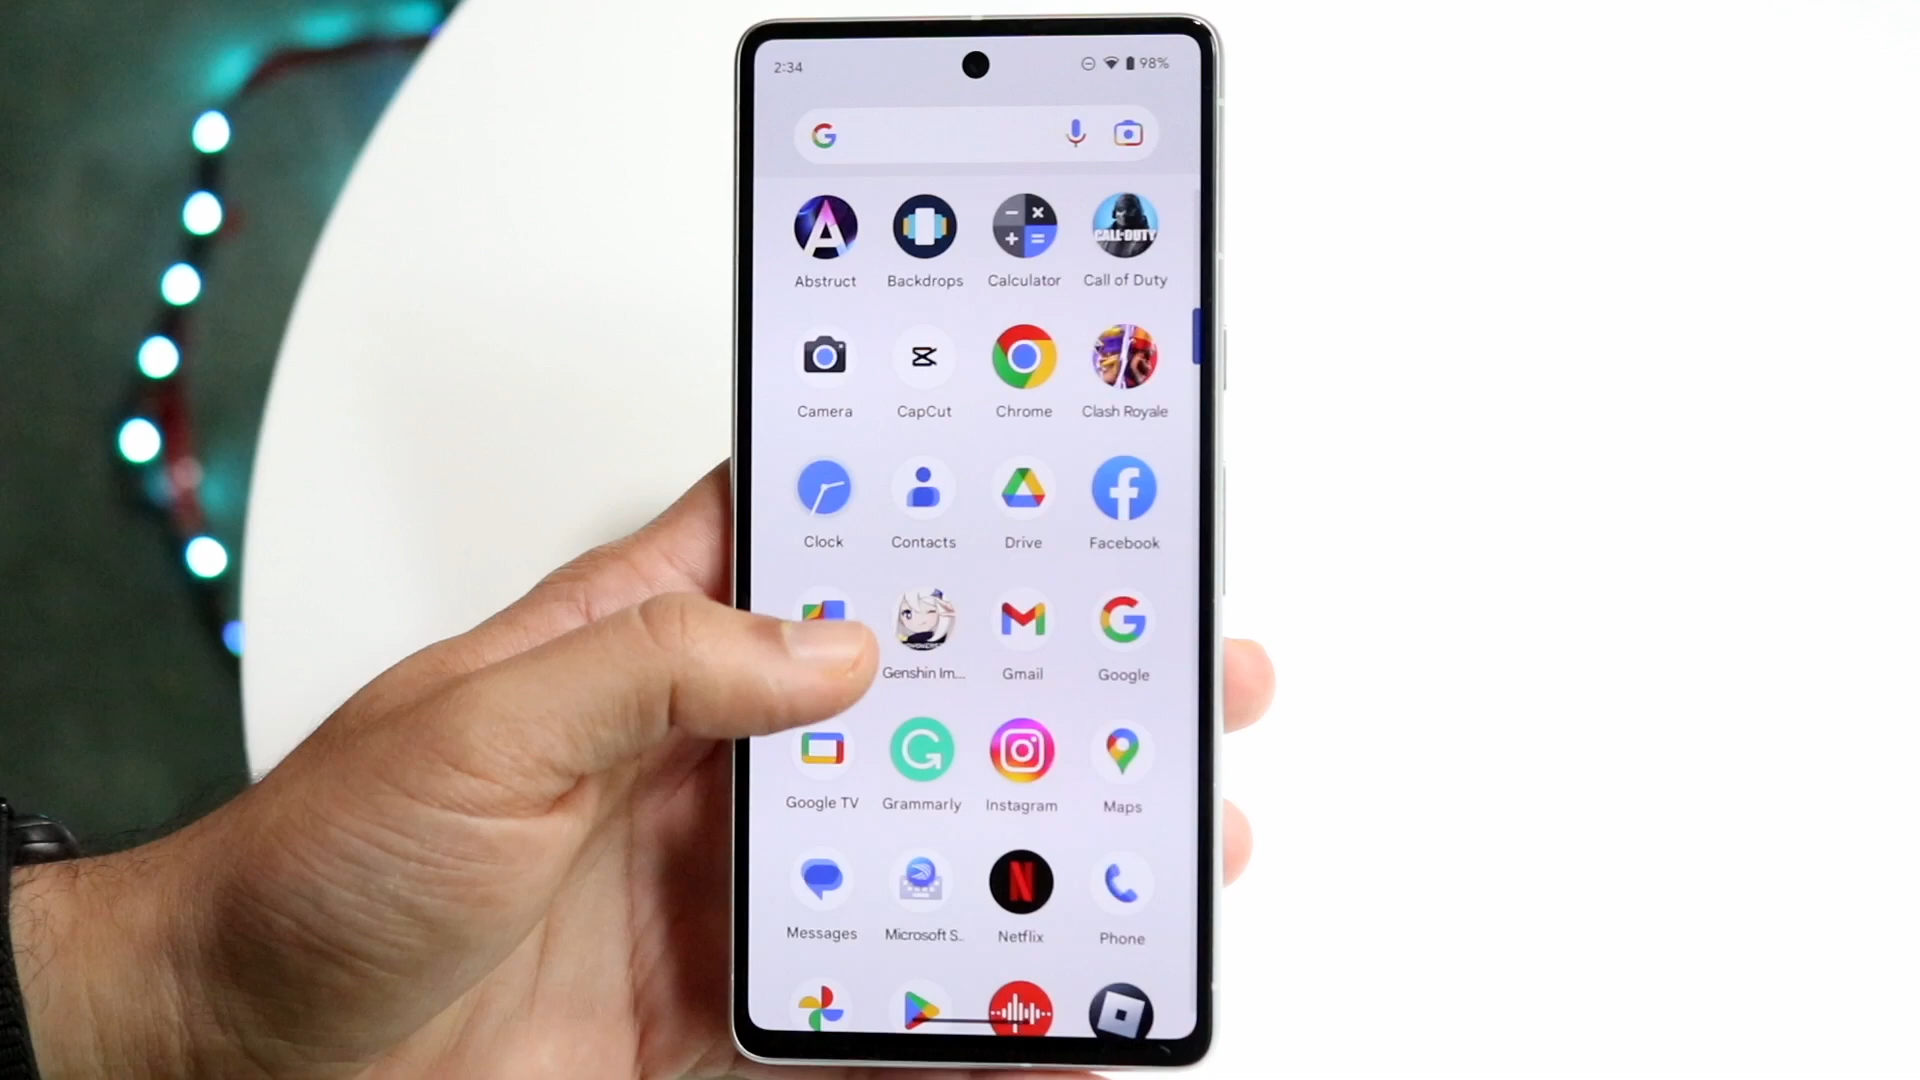 2:34 98%
Abstruct Backdrops Calculator Call of Duty
Camera CapCut Chrome Clash Royale
Clock Contacts Drive Facebook
Genshin Im... Gmail Google
Google TV Grammarly Instagram Maps
Messages Microsoft S.. Netflix Phone